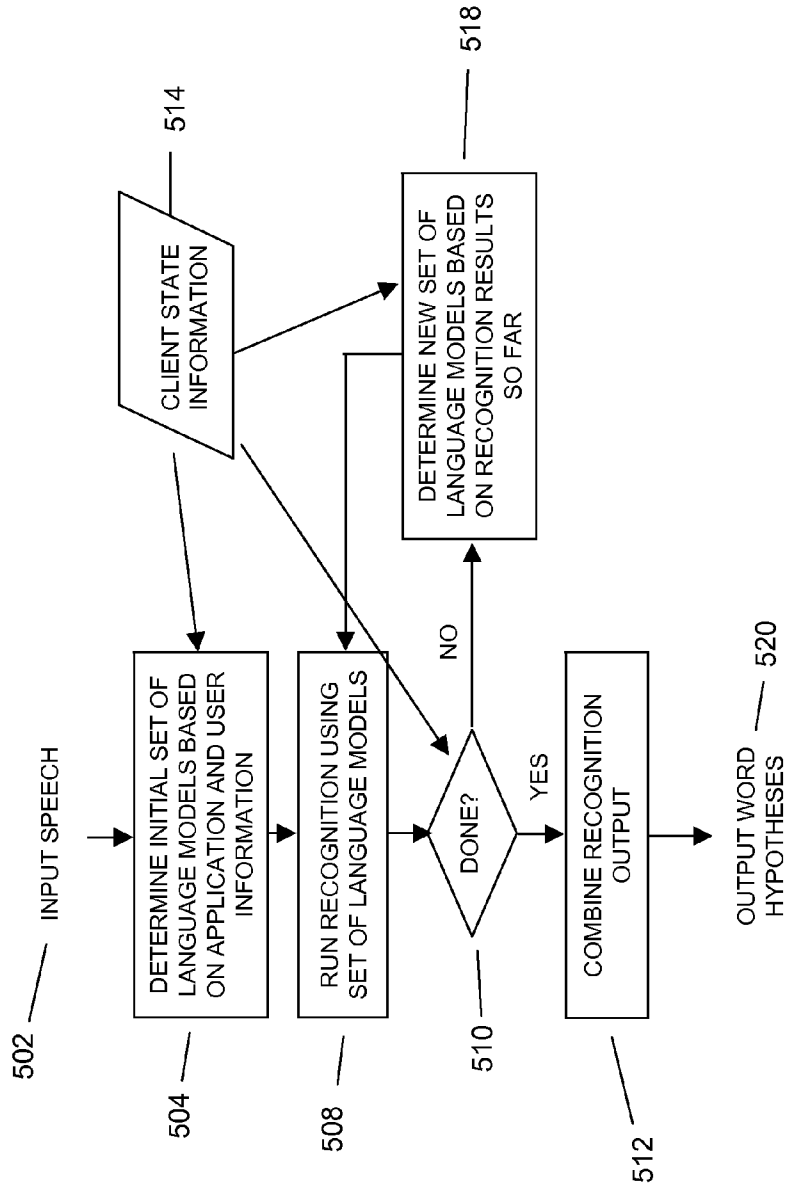 502
INPUT SPEECH
504
DETERMINE INITIAL SET OF
LANGUAGE MODELS BASED
ON APPLICATION AND USER
INFORMATION
CLIENT STATE
INFORMATION
514
508
RUN RECOGNITION USING
SET OF LANGUAGE MODELS
510
DONE?
NO
DETERMINE NEW SET OF
LANGUAGE MODELS BASED
ON RECOGNITION RESULTS
SO FAR
518
YES
512
COMBINE RECOGNITION
OUTPUT
OUTPUT WORD
HYPOTHESES
520